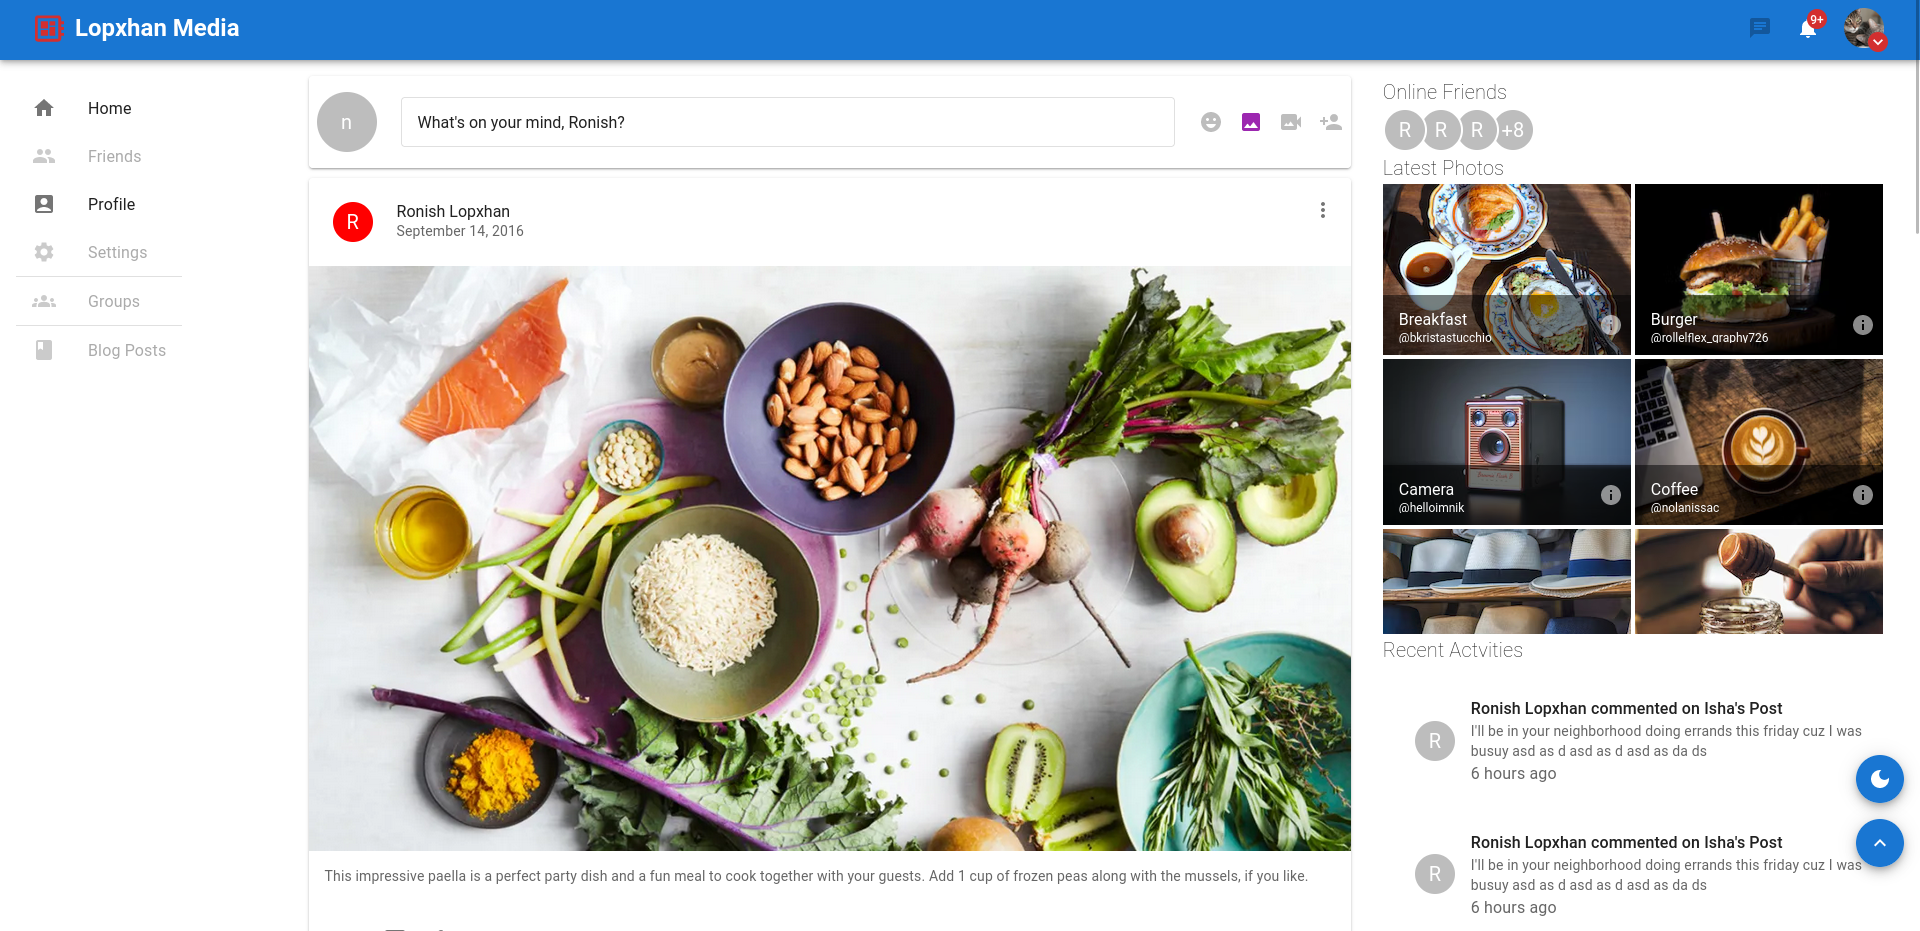 Lopxhan Media
9+
Home
Friends
Profile
Settings
Groups
Blog Posts
n
What's on your mind, Ronish?
R
Ronish Lopxhan
September 14, 2016
This impressive paella is a perfect party dish and a fun meal to cook together with your guests. Add 1 cup of frozen peas along with the mussels, if you like.
Online Friends
R R R +8
Latest Photos
Breakfast
@bkristastucchio
Burger
@rollelflex_graphy726
Camera
@helloimnik
Coffee
@nolanissac
Recent Actvities
R
Ronish Lopxhan commented on Isha's Post
I'll be in your neighborhood doing errands this friday cuz I was
busuy asd as d asd as d asd as da ds
6 hours ago
R
Ronish Lopxhan commented on Isha's Post
I'll be in your neighborhood doing errands this friday cuz I was
busuy asd as d asd as d asd as da ds
6 hours ago